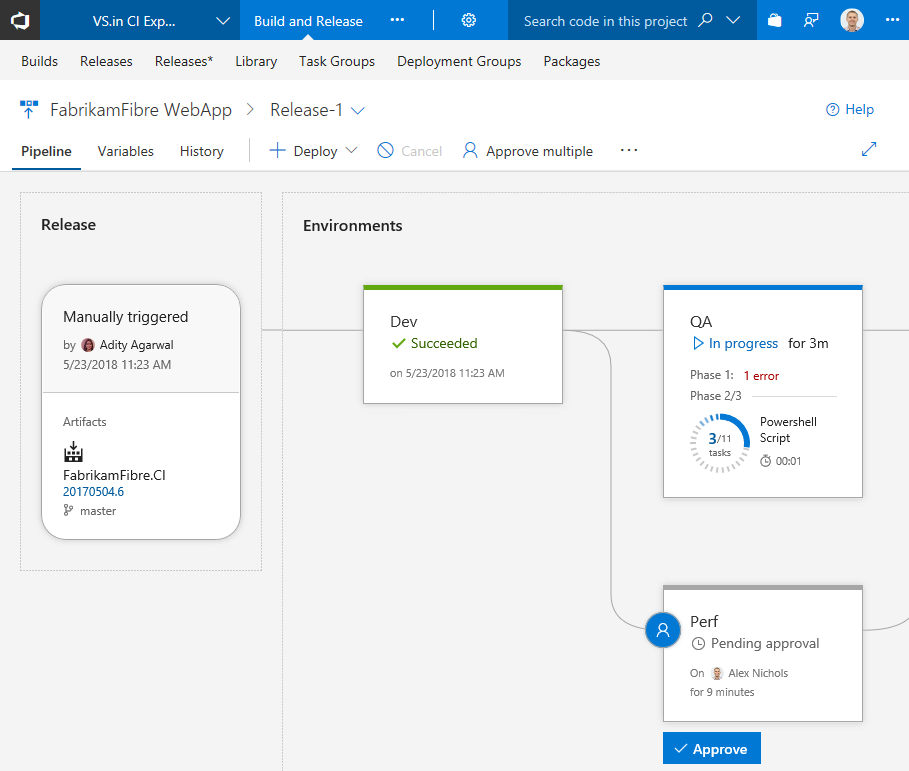 VS.in CI Exp...
Build and Release
...
Search code in this project
...
Builds Releases Releases* Library Task Groups Deployment Groups Packages
FabrikamFibre WebApp > Release-1
Help
Pipeline Variables History Deploy Cancel Approve multiple ...
Release
Manually triggered
by Adity Agarwal
5/23/2018 11:23 AM
Artifacts
FabrikamFibre.CI
20170504.6
master
Environments
Dev
Succeeded
on 5/23/2018 11:23 AM
QA
In progress for 3m
Phase 1: 1 error
Phase 2/3
3/11
tasks
Powershell
Script
00:01
Perf
Pending approval
On Alex Nichols
for 9 minutes
Approve